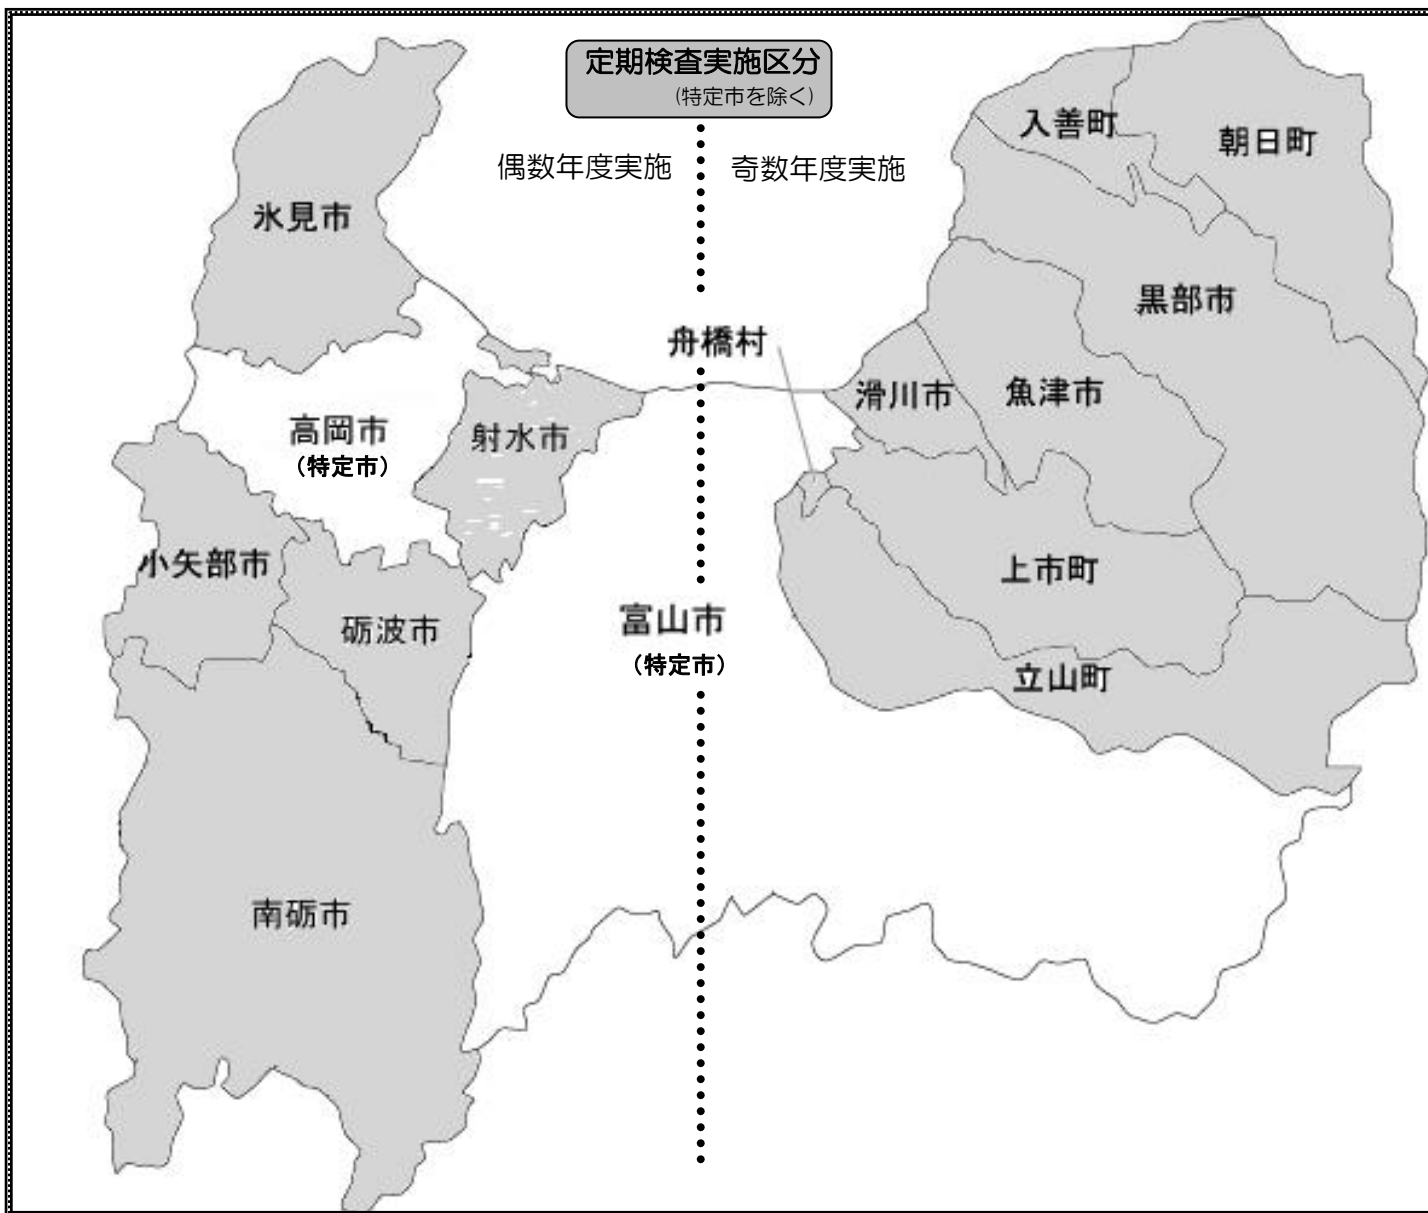 定期検査実施区分
(特定市を除く)
偶数年度実施
奇数年度実施
入善町
朝日町
氷見市
黒部市
舟橋村
滑川市
魚津市
高岡市
(特定市)
射水市
小矢部市
上市町
砺波市
富山市
(特定市)
立山町
南砺市